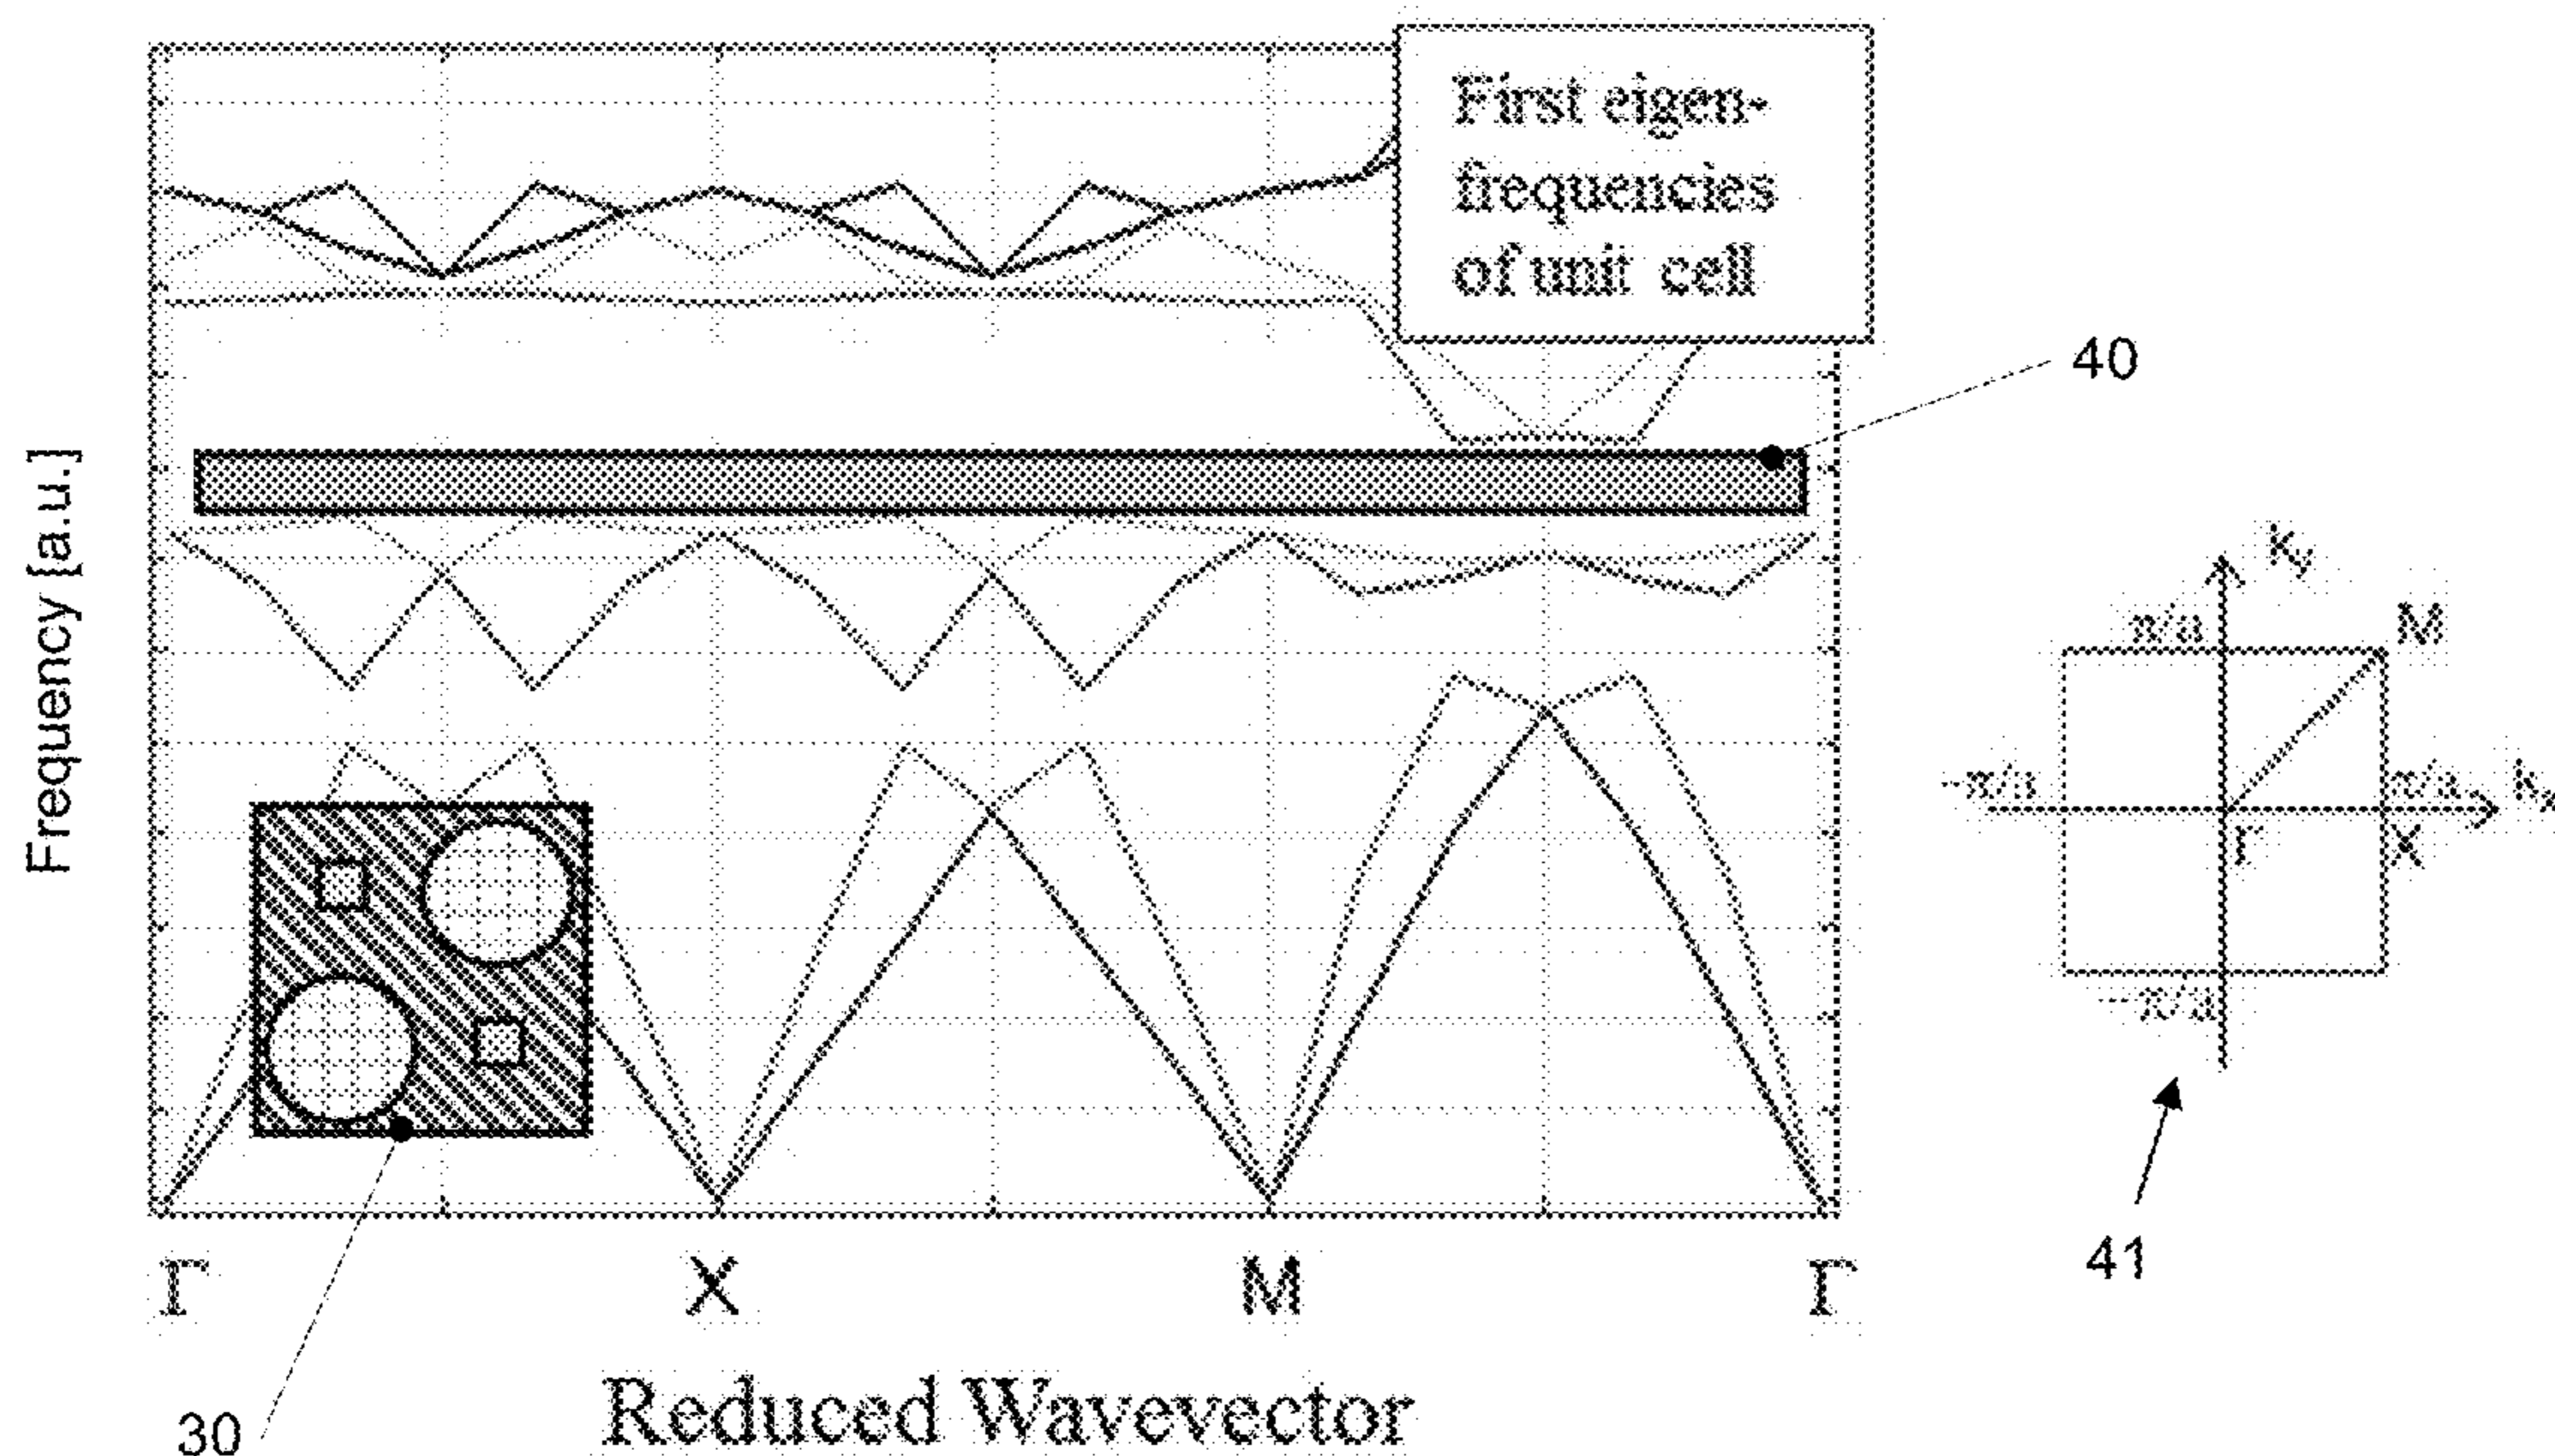 First eigen-
frequencies
of unit cell
40
Frequency [a.u.]
k_y
π/a
M
-π/a
π/a
k_x
Γ
X
-π/a
41
Γ
X
M
Γ
Reduced Wavevector
30